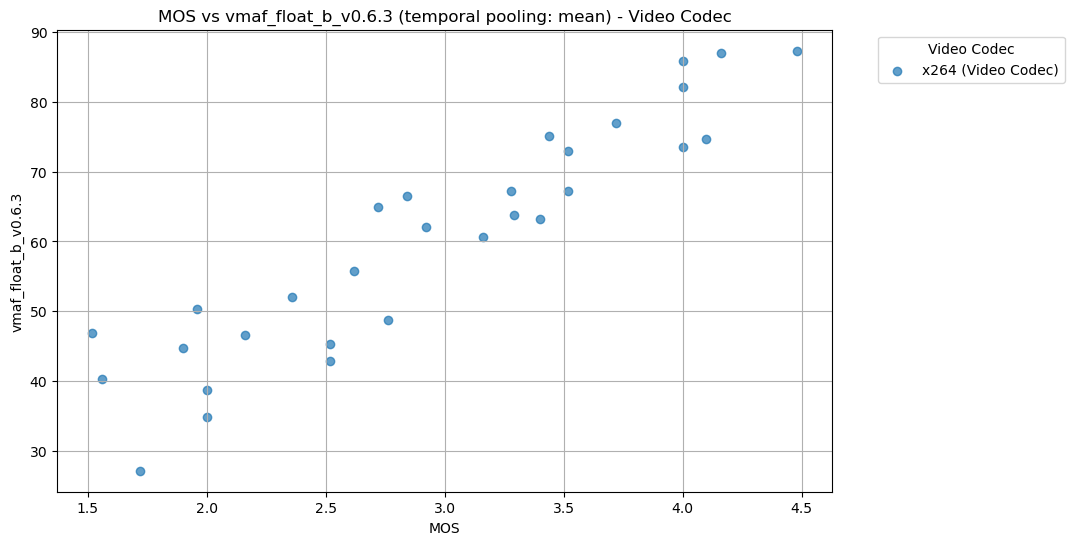 MOS vs vmaf_float_b_v0.6.3 (temporal pooling: mean) - Video Codec
Video Codec
x264 (Video Codec)
vmaf_float_b_v0.6.3
90
80
70
60
50
40
30
1.5 2.0 2.5 3.0 3.5 4.0 4.5
MOS